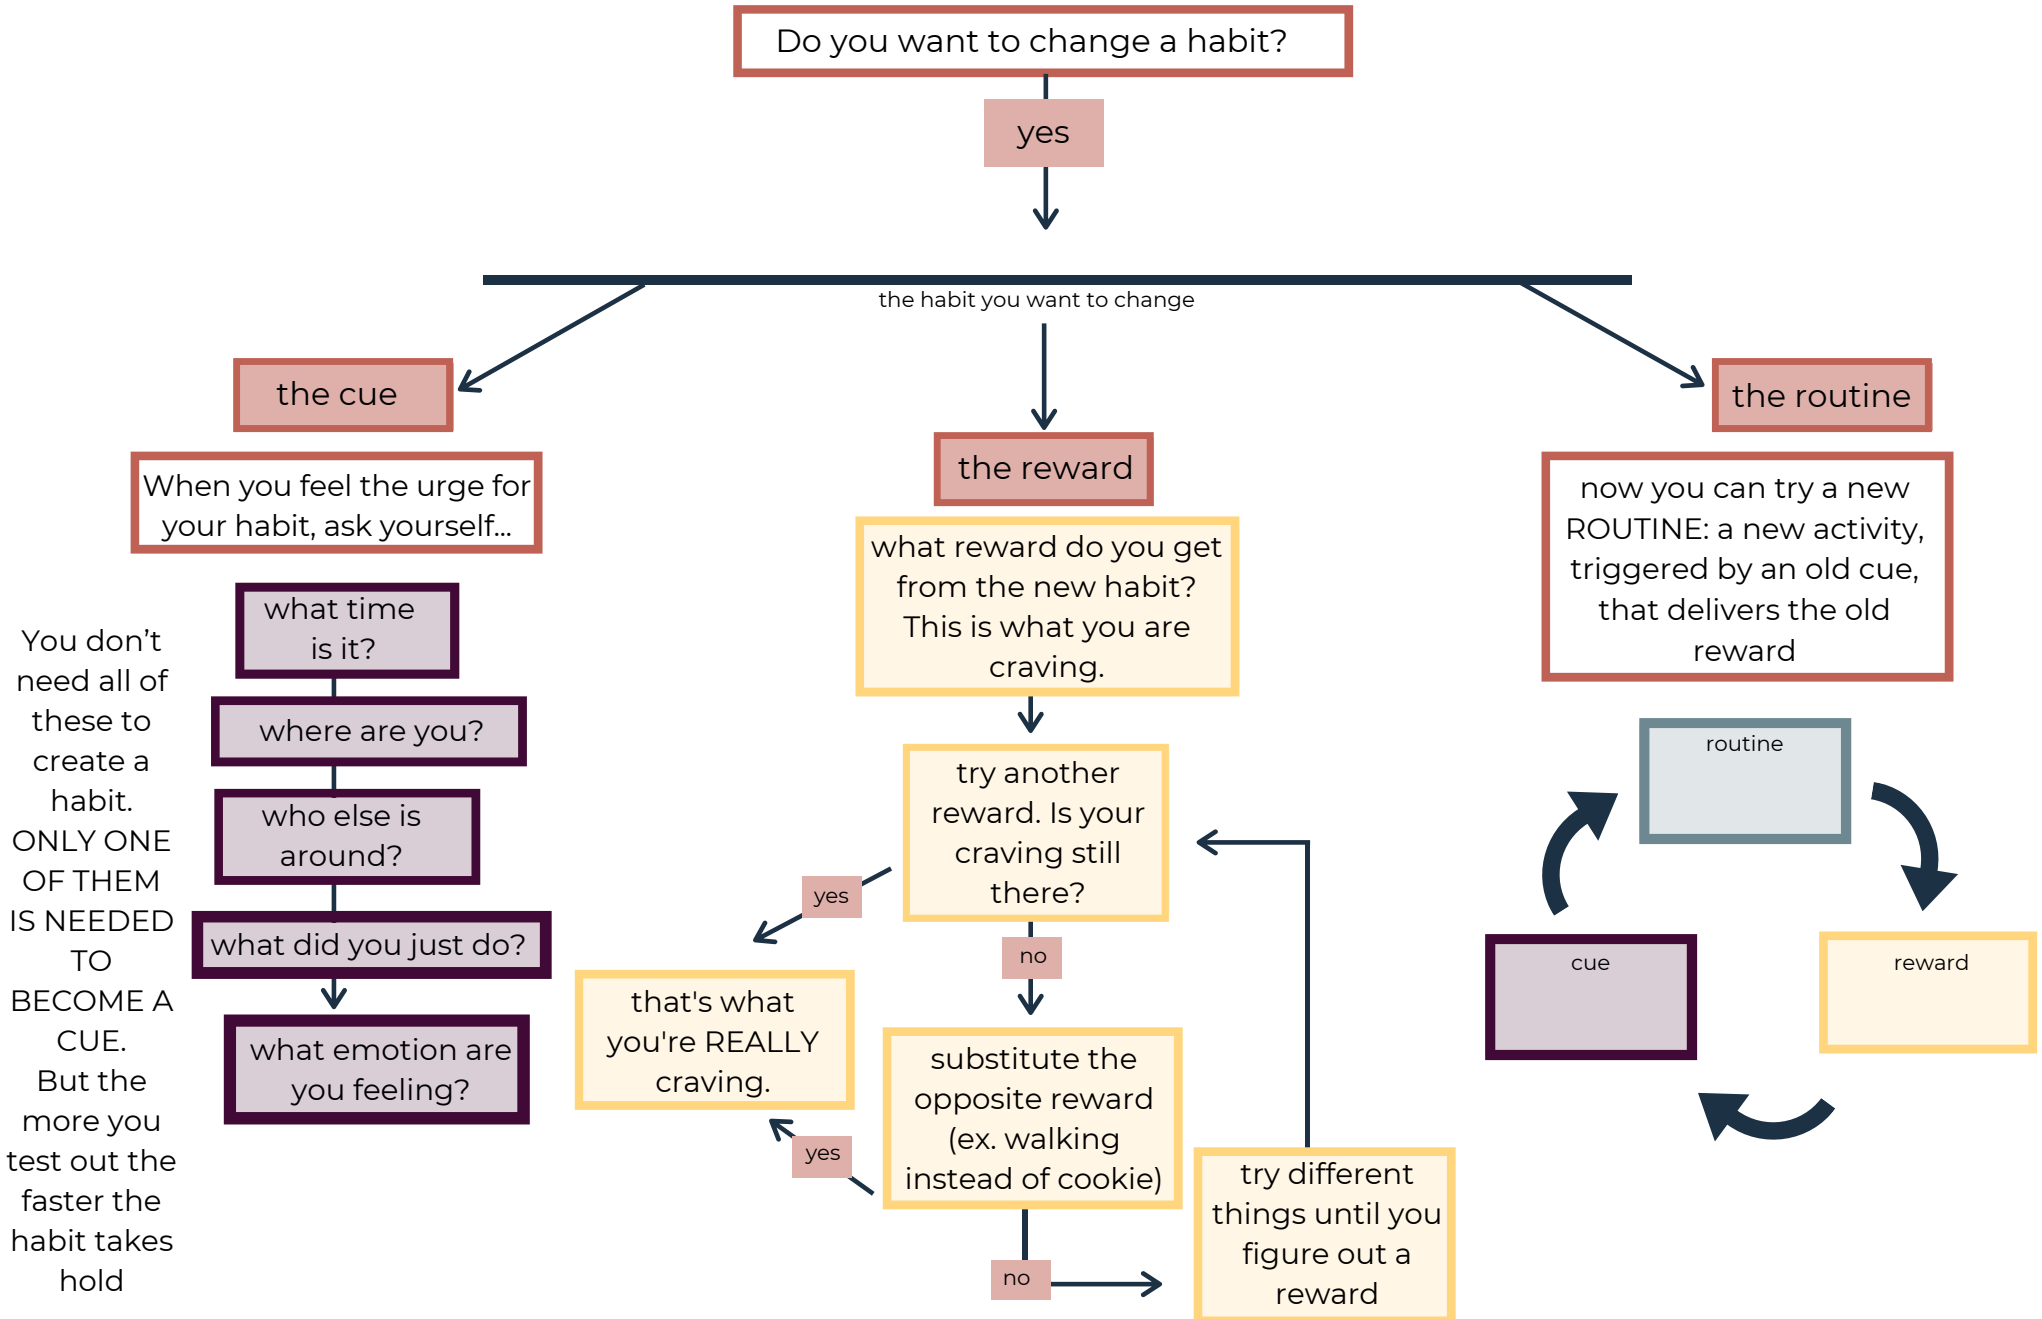 Do you want to change a habit?
yes
the habit you want to change
the cue
When you feel the urge for
your habit, ask yourself...
what time
is it?
where are you?
who else is
around?
what did you just do?
what emotion are
you feeling?
You don’t
need all of
these to
create a
habit.
ONLY ONE
OF THEM
IS NEEDED
TO
BECOME A
CUE.
But the
more you
test out the
faster the
habit takes
hold
the reward
what reward do you get
from the new habit?
This is what you are
craving.
try another
reward. Is your
craving still
there?
yes
no
that's what
you're REALLY
craving.
substitute the
opposite reward
(ex. walking
instead of cookie)
yes
no
try different
things until you
figure out a
reward
the routine
now you can try a new
ROUTINE: a new activity,
triggered by an old cue,
that delivers the old
reward
routine
cue
reward